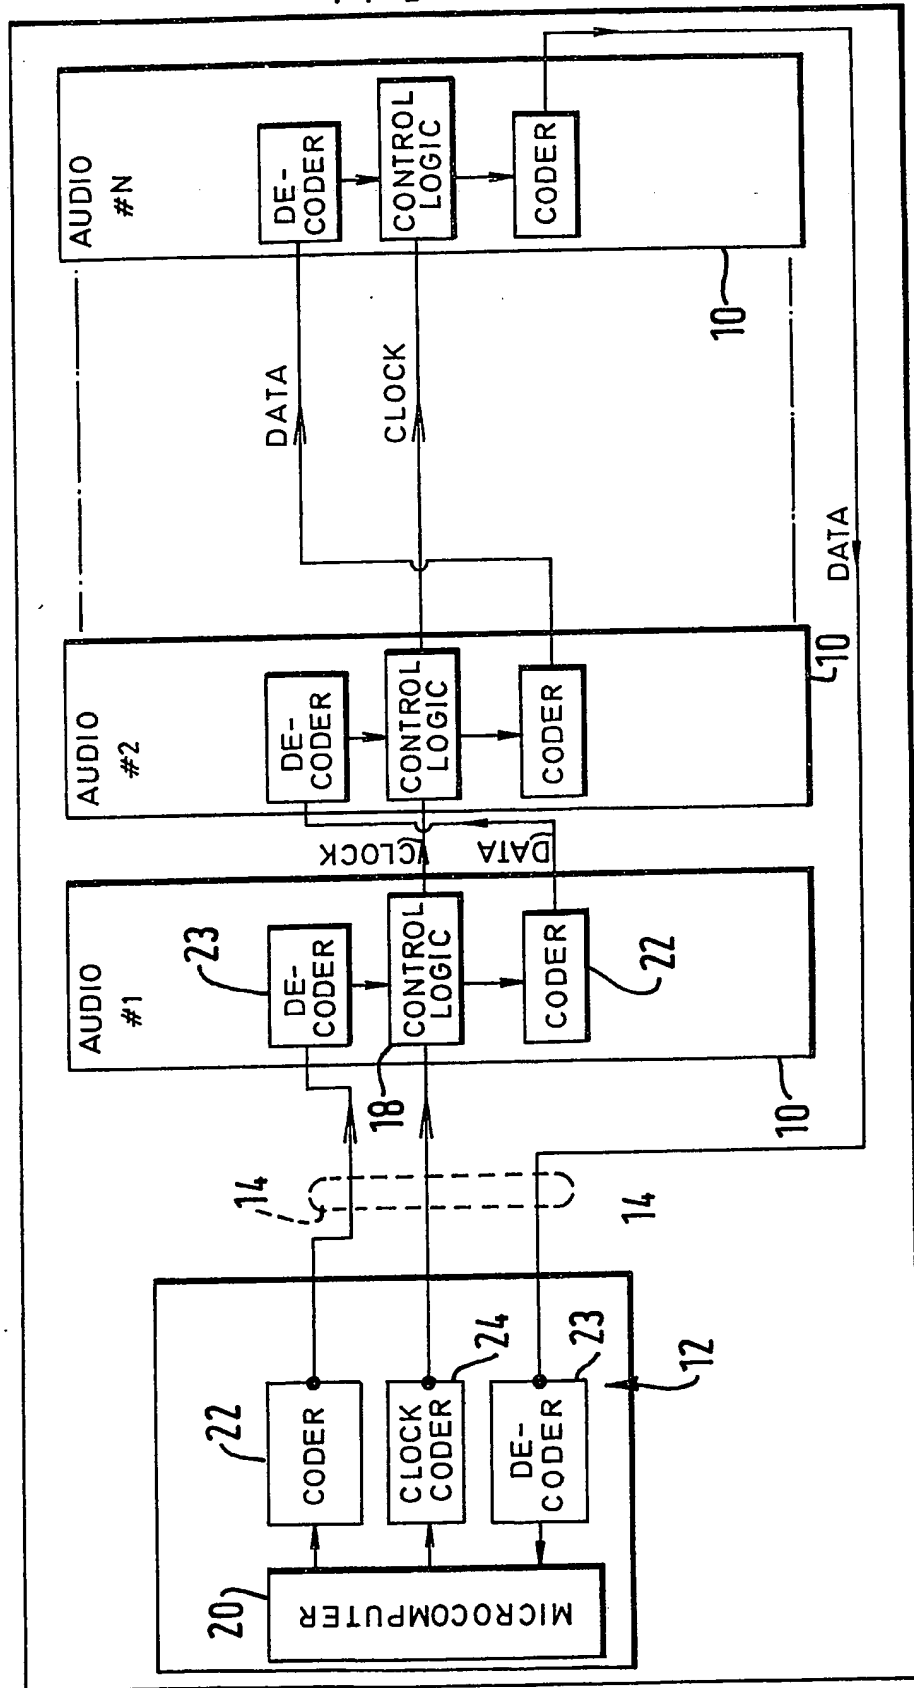 AUDIO
#N
DE-
CODER
CONTROL
LOGIC
CODER
10
DATA
CLOCK
DATA
AUDIO
#2
DE-
CODER
CONTROL
LOGIC
CODER
10
CLOCK
DATA
AUDIO
#1
23
DE-
CODER
18
CONTROL
LOGIC
CODER
22
10
14
14
22
CODER
CLOCK
CODER
24
DE-
CODER
23
12
20
MICROCOMPUTER